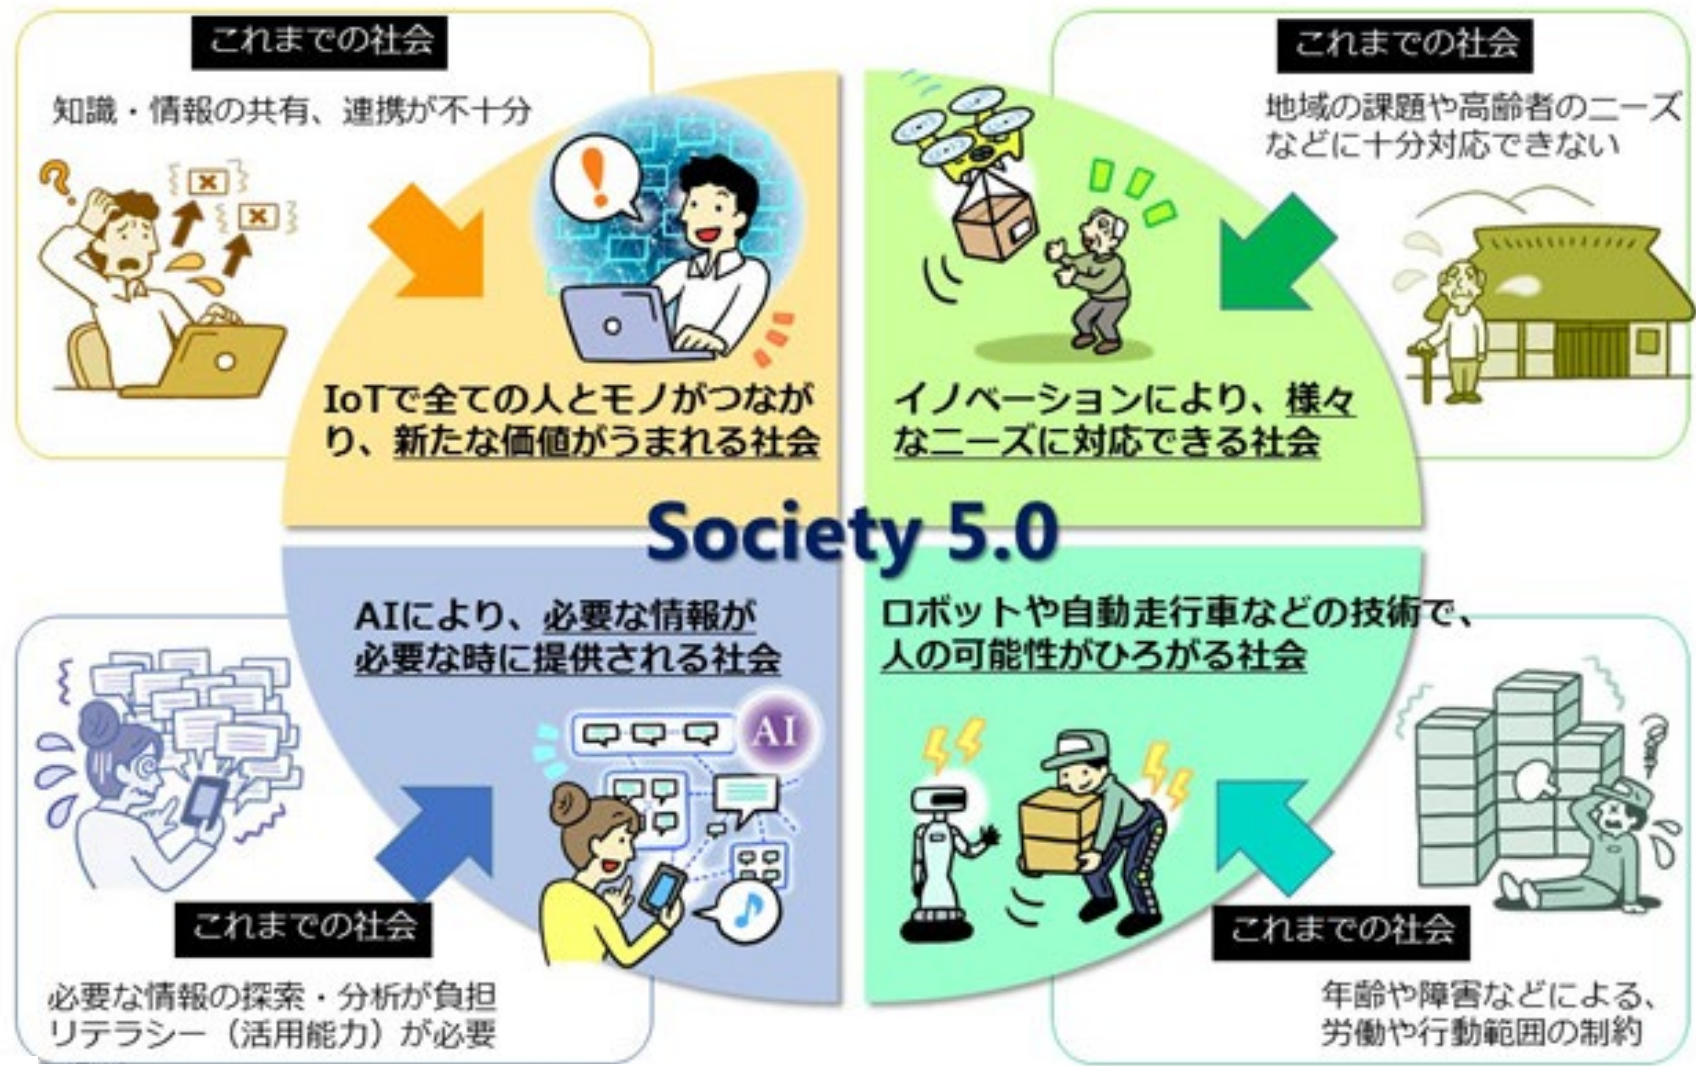 これまでの社会
知識・情報の共有、連携が不十分
IoTで全ての人とモノがつなが
り、新たな価値がうまれる社会
これまでの社会
地域の課題や高齢者のニーズ
などに十分対応できない
イノベーションにより、様々
なニーズに対応できる社会
Society 5.0
AIにより、必要な情報が
必要な時に提供される社会
AI
これまでの社会
必要な情報の探索・分析が負担
リテラシー（活用能力）が必要
ロボットや自動走行車などの技術で、
人の可能性がひろがる社会
これまでの社会
年齢や障害などによる、
労働や行動範囲の制約